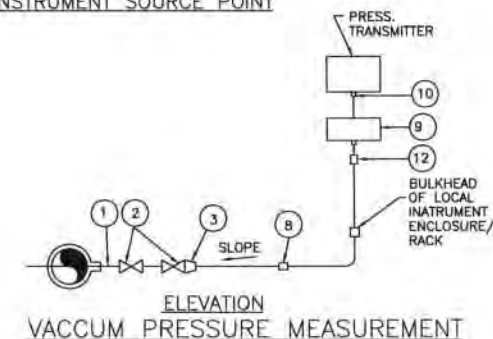 INSTRUMENT SOURCE POINT
PRESS.
TRANSMITTER
10
9
12
BULKHEAD
OF LOCAL
INATRUMENT
ENCLOSURE/
RACK
1
2
3
SLOPE
8
ELEVATION
VACCUM PRESSURE MEASUREMENT